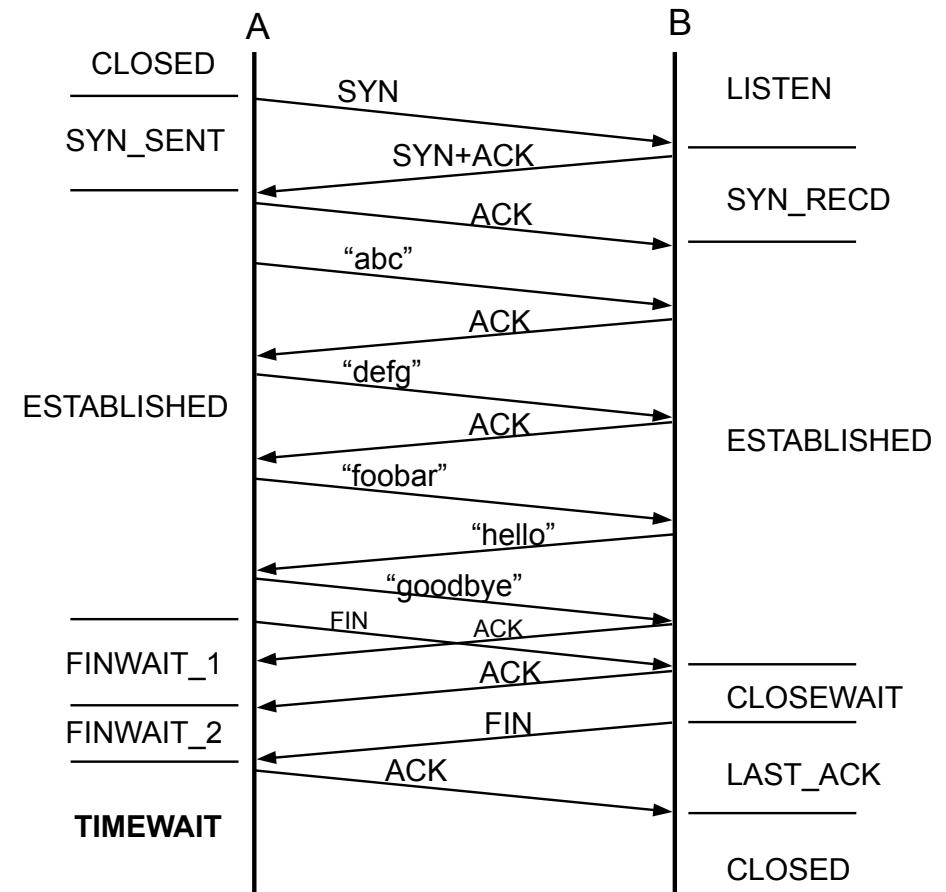 A
B
CLOSED
LISTEN
SYN
SYN_SENT
SYN+ACK
SYN_RECD
ACK
“abc”
ACK
“defg”
ESTABLISHED
ACK
ESTABLISHED
“foobar”
“hello”
“goodbye”
FIN
ACK
FINWAIT_1
ACK
CLOSEWAIT
FINWAIT_2
FIN
ACK
LAST_ACK
TIMEWAIT
CLOSED